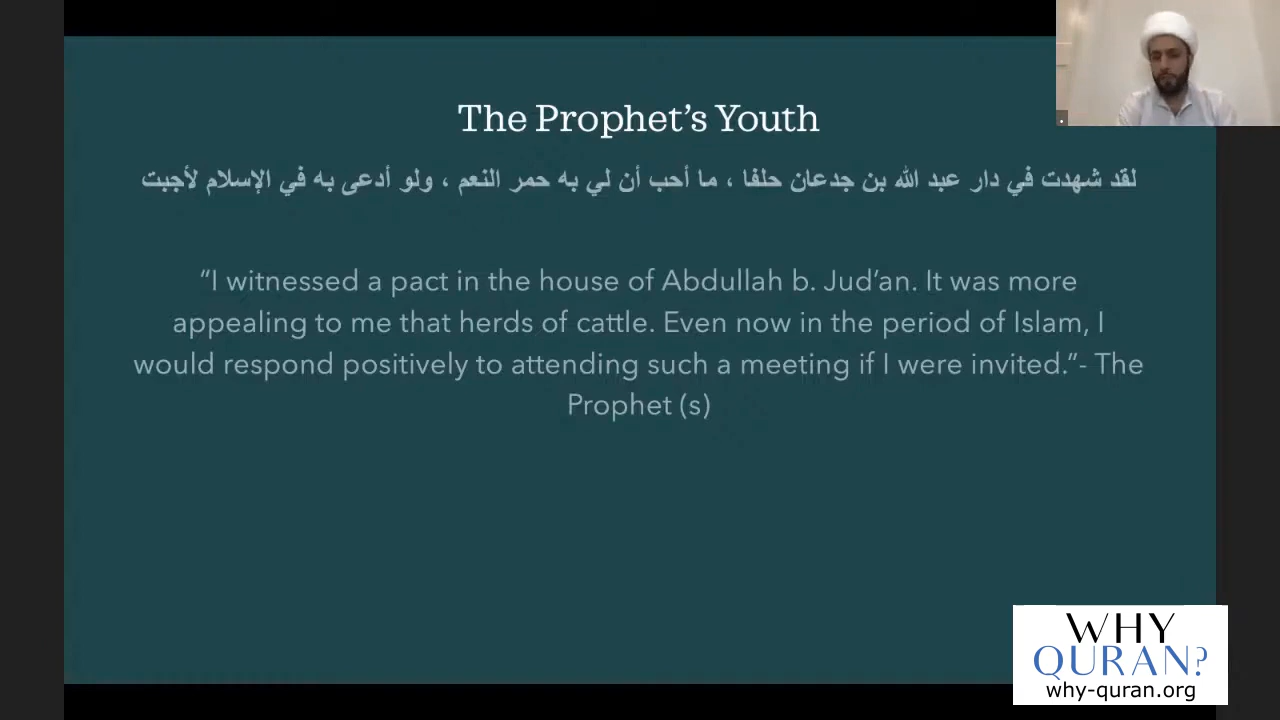 The Prophet’s Youth
لقد شهدت في دار عبد الله بن جدعان حلفا ، ما أحب أن لي به حمر النعم ، ولو أدعى به في الإسلام لأجبت
“I witnessed a pact in the house of Abdullah b. Jud’an. It was more
appealing to me that herds of cattle. Even now in the period of Islam, I
would respond positively to attending such a meeting if I were invited.”- The
Prophet (s)
WHY
QURAN?
why-quran.org